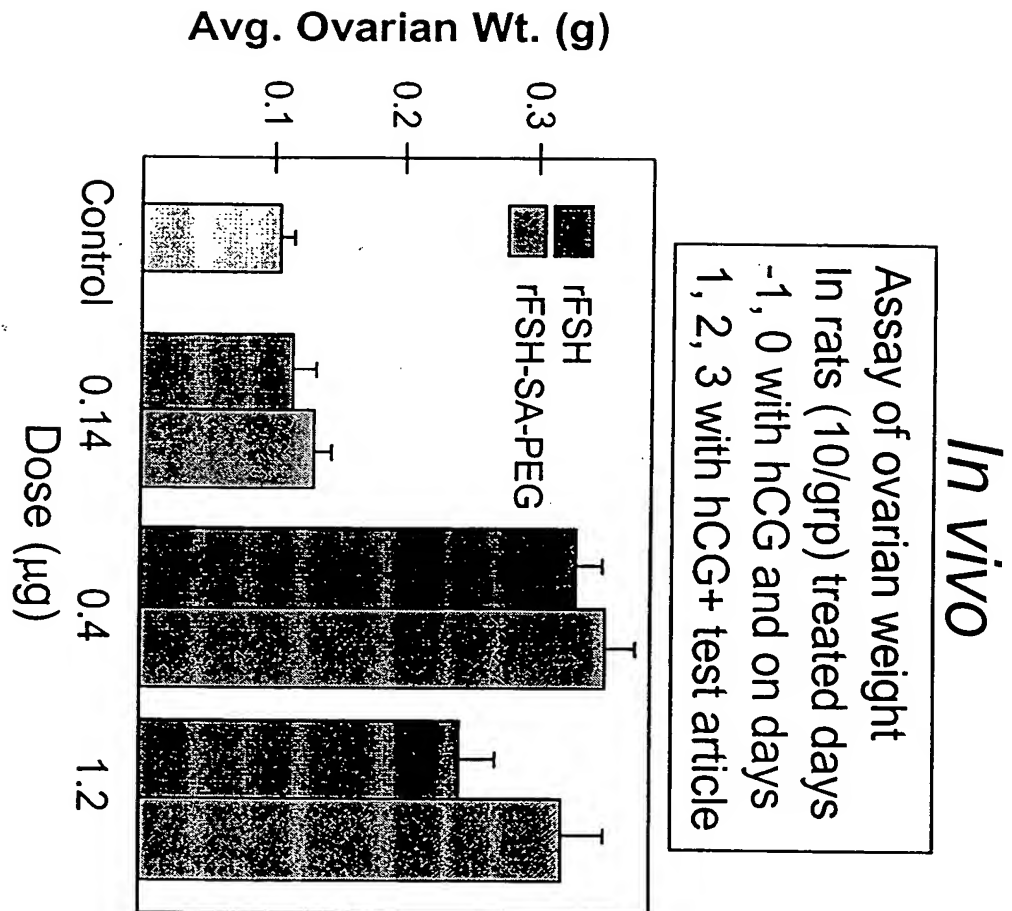 In vivo
Assay of ovarian weight
In rats (10/grp) treated days
-1, 0 with hCG and on days
1, 2, 3 with hCG+ test article
Avg. Ovarian Wt. (g)
0.3
0.2
0.1
rFSH
rFSH-SA-PEG
Control
0.14
0.4
1.2
Dose (µg)